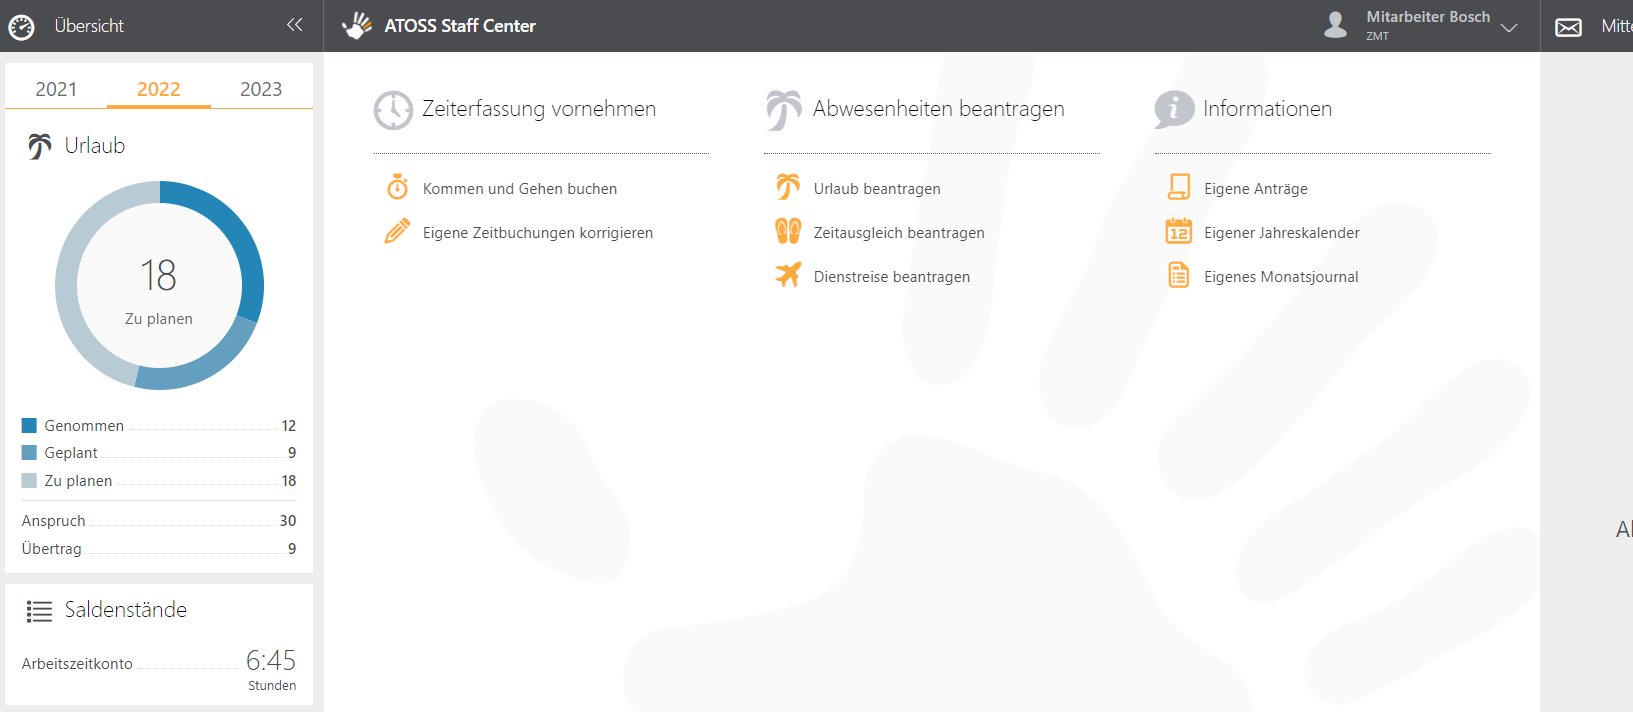 Übersicht
ATOSS Staff Center
Mitarbeiter Bosch
ZMT
2021 2022 2023
Urlaub
18
Zu planen
Genommen 12
Geplant 9
Zu planen 18
Anspruch 30
Übertrag 9
Saldenstände
Arbeitszeitkonto 6:45
Stunden
Zeiterfassung vornehmen
Kommen und Gehen buchen
Eigene Zeitbuchungen korrigieren
Abwesenheiten beantragen
Urlaub beantragen
Zeitausgleich beantragen
Dienstreise beantragen
Informationen
Eigene Anträge
12
Eigener Jahreskalender
Eigenes Monatsjournal